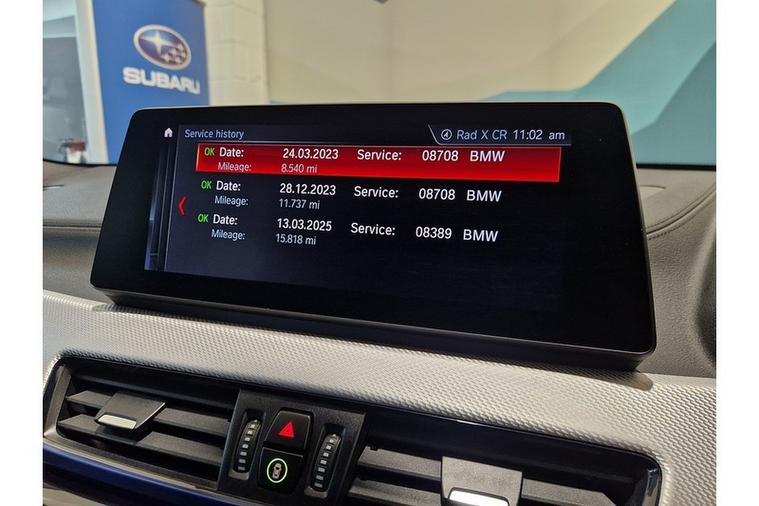 SUBARU
Service history Rad X CR 11:02 am
OK Date: 24.03.2023 Service: 08708 BMW
Mileage: 8.540 mi
OK Date: 28.12.2023 Service: 08708 BMW
Mileage: 11.737 mi
OK Date: 13.03.2025 Service: 08389 BMW
Mileage: 15.818 mi